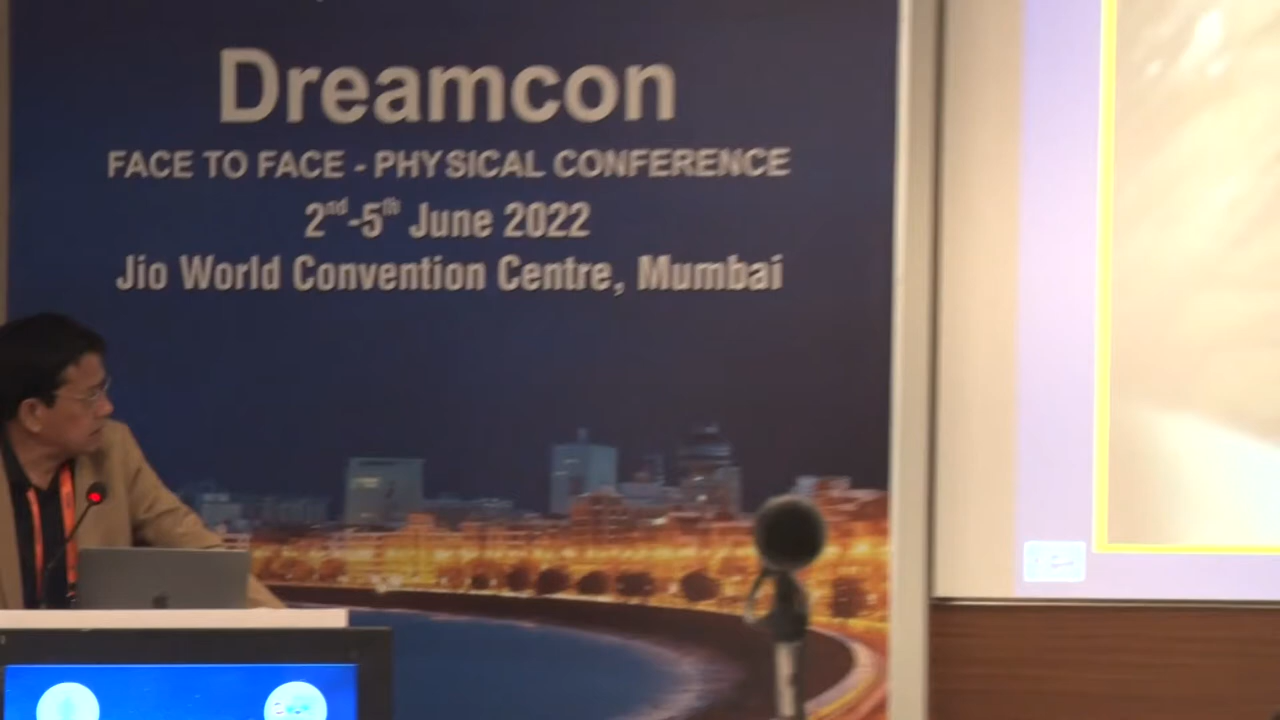 Dreamcon
FACE TO FACE - PHYSICAL CONFERENCE
2nd-5th June 2022
Jio World Convention Centre, Mumbai